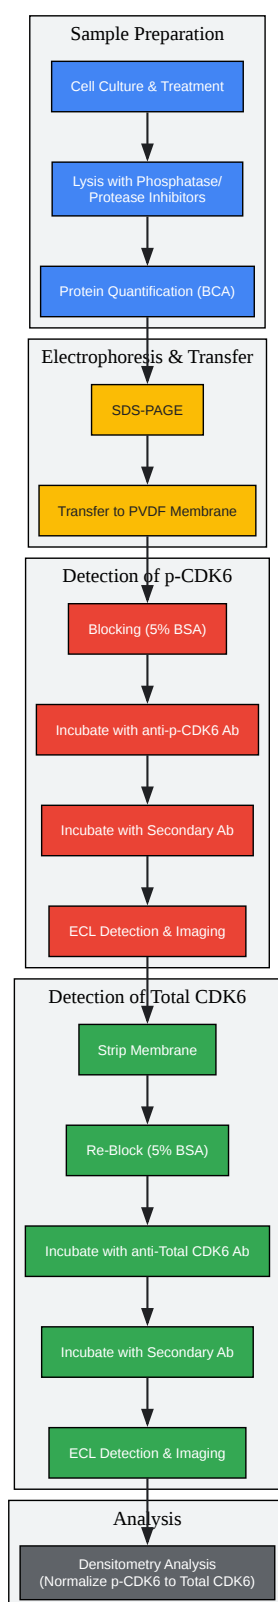 Sample Preparation
Cell Culture & Treatment
Lysis with Phosphatase/
Protease Inhibitors
Protein Quantification (BCA)
Electrophoresis & Transfer
SDS-PAGE
Transfer to PVDF Membrane
Detection of p-CDK6
Blocking (5% BSA)
Incubate with anti-p-CDK6 Ab
Incubate with Secondary Ab
ECL Detection & Imaging
Detection of Total CDK6
Strip Membrane
Re-Block (5% BSA)
Incubate with anti-Total CDK6 Ab
Incubate with Secondary Ab
ECL Detection & Imaging
Analysis
Densitometry Analysis
(Normalize p-CDK6 to Total CDK6)